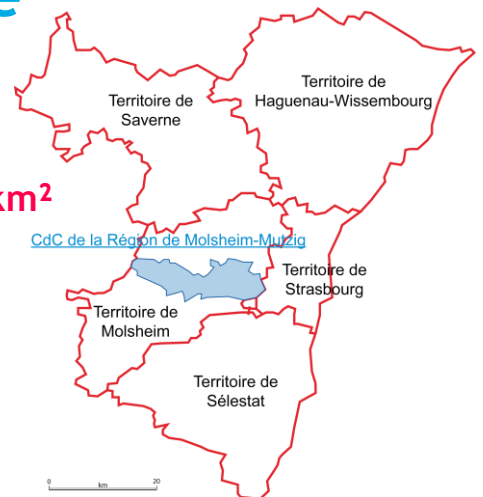 e
Territoire de
Haguenau-Wissembourg
Territoire de
Saverne
km²
CdC de la Région de Molsheim-Mutzig
Territoire de
Strasbourg
Territoire de
Molsheim
Territoire de
Sélestat
0 km 20